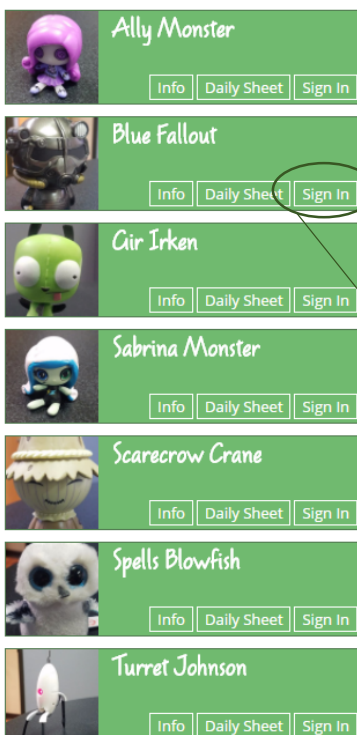 Ally Monster
Info Daily Sheet Sign In
Blue Fallout
Info Daily Sheet Sign In
Gir Irken
Info Daily Sheet Sign In
Sabrina Monster
Info Daily Sheet Sign In
Scarecrow Crane
Info Daily Sheet Sign In
Spells Blowfish
Info Daily Sheet Sign In
Turret Johnson
Info Daily Sheet Sign In